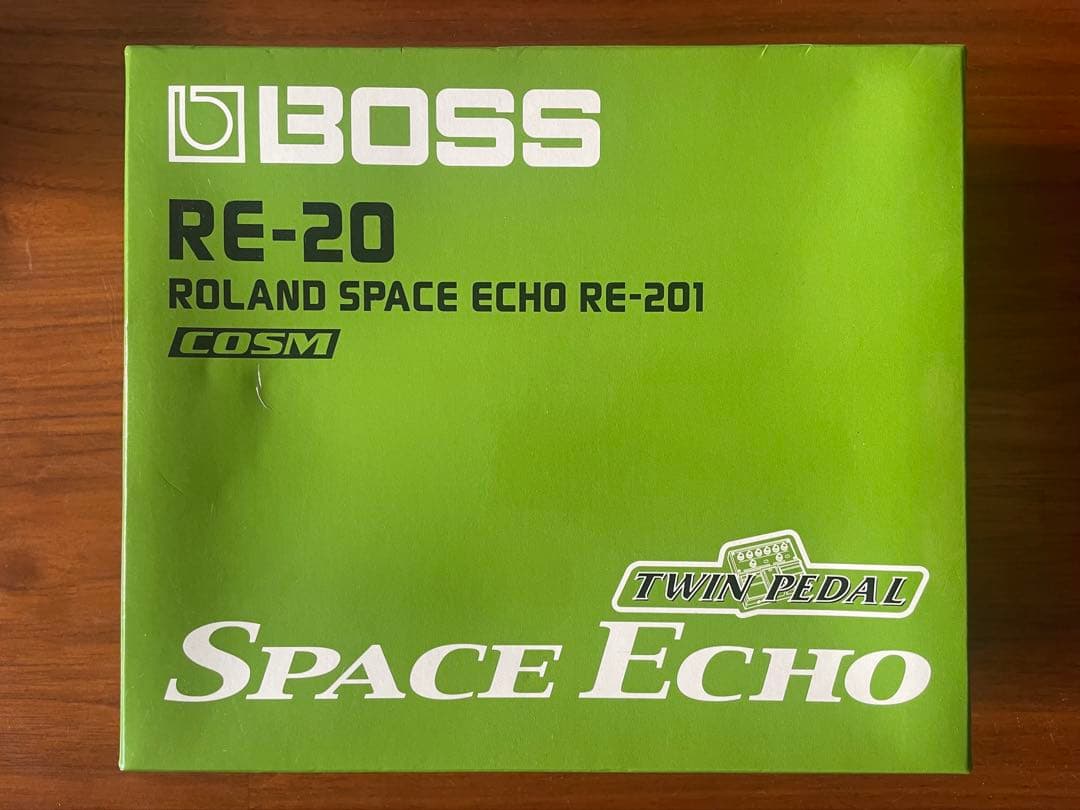 BOSS
RE-20
ROLAND SPACE ECHO RE-201
COSM
TWIN PEDAL
SPACE ECHO